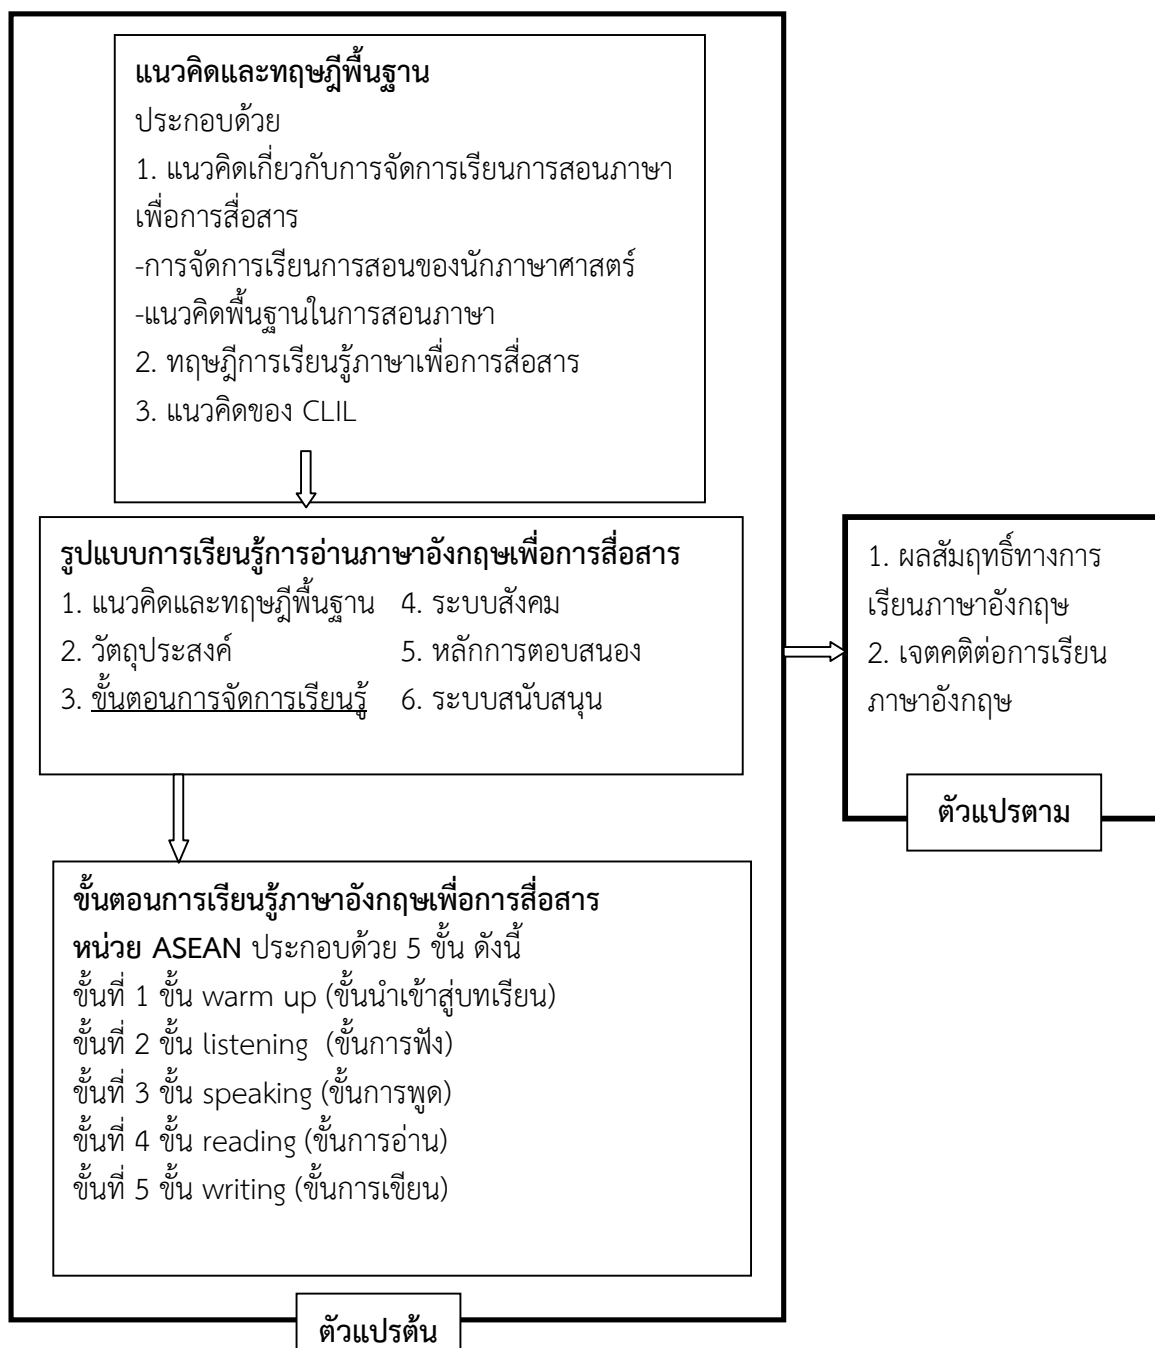 แนวคิดและทฤษฎีพื้นฐาน
ประกอบด้วย
1. แนวคิดเกี่ยวกับการจัดการเรียนการสอนภาษา
เพื่อการสื่อสาร
-การจัดการเรียนการสอนของนักภาษาศาสตร์
-แนวคิดพื้นฐานในการสอนภาษา
2. ทฤษฎีการเรียนรู้ภาษาเพื่อการสื่อสาร
3. แนวคิดของ CLIL
รูปแบบการเรียนรู้การอ่านภาษาอังกฤษเพื่อการสื่อสาร
1. แนวคิดและทฤษฎีพื้นฐาน 4. ระบบสังคม
2. วัตถุประสงค์ 5. หลักการตอบสนอง
3. ขั้นตอนการจัดการเรียนรู้ 6. ระบบสนับสนุน
ขั้นตอนการเรียนรู้ภาษาอังกฤษเพื่อการสื่อสาร
หน่วย ASEAN ประกอบด้วย 5 ขั้น ดังนี้
ขั้นที่ 1 ขั้น warm up (ขั้นนำเข้าสู่บทเรียน)
ขั้นที่ 2 ขั้น listening (ขั้นการฟัง)
ขั้นที่ 3 ขั้น speaking (ขั้นการพูด)
ขั้นที่ 4 ขั้น reading (ขั้นการอ่าน)
ขั้นที่ 5 ขั้น writing (ขั้นการเขียน)
ตัวแปรต้น
1. ผลสัมฤทธิ์ทางการ
เรียนภาษาอังกฤษ
2. เจตคติต่อการเรียน
ภาษาอังกฤษ
ตัวแปรตาม